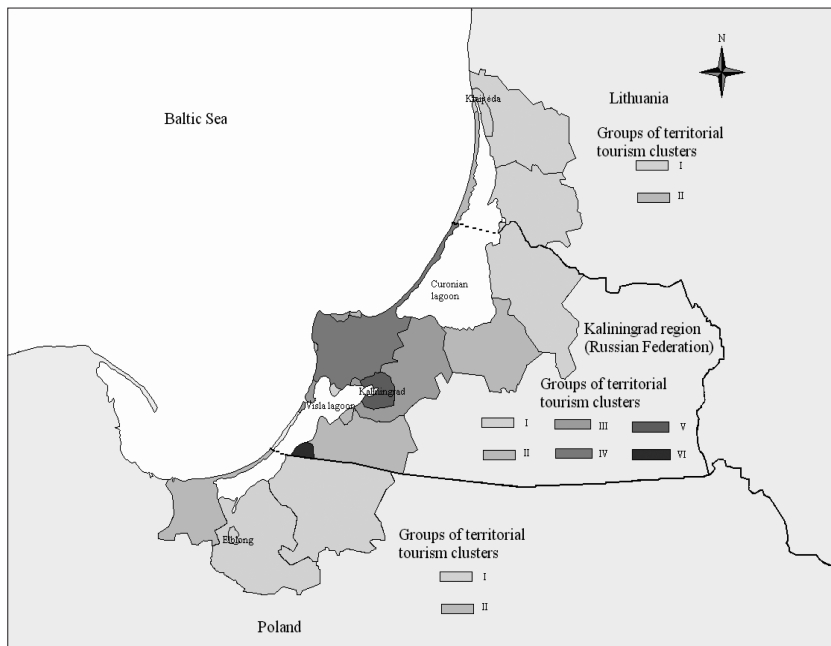 N
Klaipėda
Lithuania
Baltic Sea
Groups of territorial
tourism clusters
I
II
Curonian
lagoon
Kaliningrad region
(Russian Federation)
Groups of territorial
tourism clusters
I III V
II IV VI
Kaliningrad
Visla lagoon
Elblong
Groups of territorial
tourism clusters
I
II
Poland